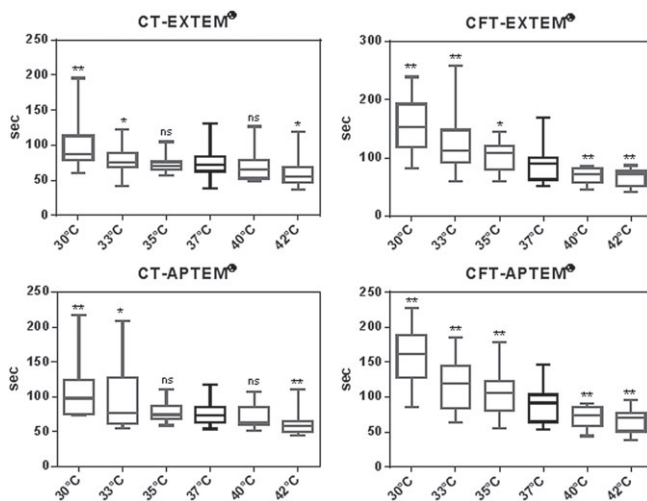 CT-EXTEM®
250
200
150
100
50
0
sec
**
*
ns
ns
*
30°C
33°C
35°C
37°C
40°C
42°C
CFT-EXTEM®
300
200
100
0
sec
**
**
*
**
**
30°C
33°C
35°C
37°C
40°C
42°C
CT-APTEM®
250
200
150
100
50
0
sec
**
*
ns
ns
**
30°C
33°C
35°C
37°C
40°C
42°C
CFT-APTEM®
250
200
150
100
50
0
sec
**
**
**
**
**
30°C
33°C
35°C
37°C
40°C
42°C